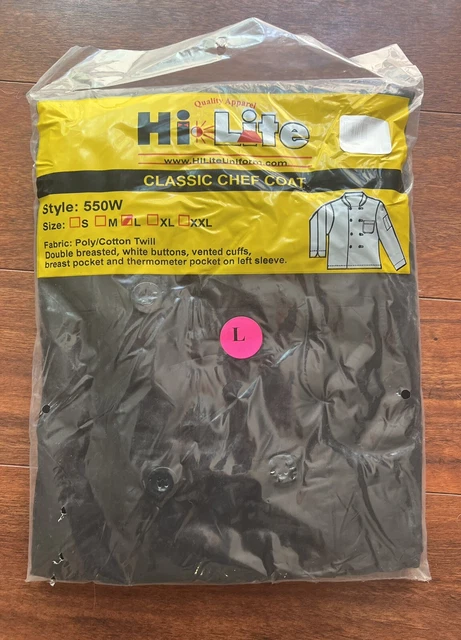 Quality Apparel
Hi Lite
www.HiLiteUniform.com
CLASSIC CHEF COAT
Style: 550W
Size: S M L XL XXL
Fabric: Poly/Cotton Twill
Double breasted, white buttons, vented cuffs,
breast pocket and thermometer pocket on left sleeve.
L